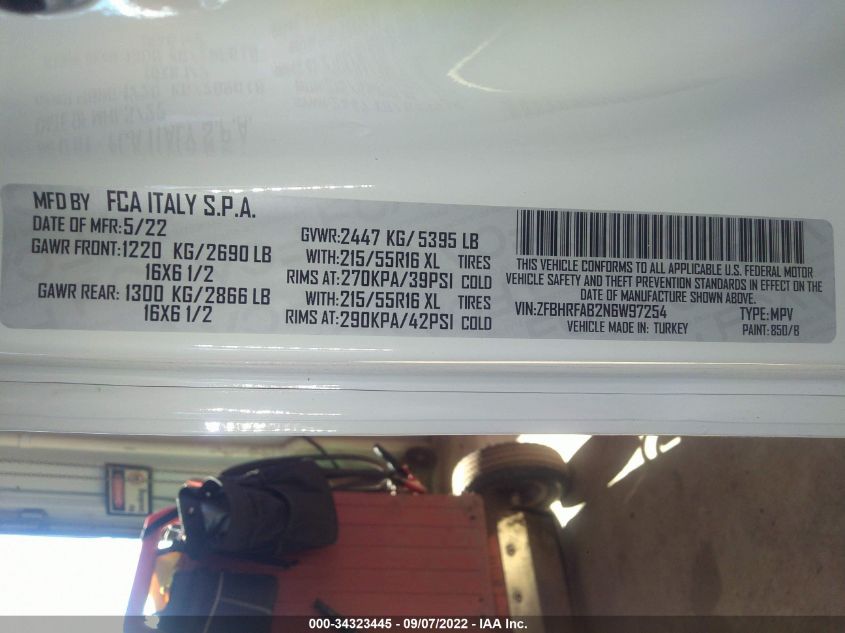 MFD BY FCA ITALY S.P.A.
DATE OF MFR:5/22
GAWR FRONT:1220 KG/2690 LB
16X6 1/2
GAWR REAR: 1300 KG/2866 LB
16X6 1/2
GVWR:2447 KG/5395 LB
WITH:215/55R16 XL TIRES
RIMS AT:270KPA/39PSI COLD
WITH:215/55R16 XL TIRES
RIMS AT:290KPA/42PSI COLD
THIS VEHICLE CONFORMS TO ALL APPLICABLE U.S. FEDERAL MOTOR
VEHICLE SAFETY AND THEFT PREVENTION STANDARDS IN EFFECT ON THE
DATE OF MANUFACTURE SHOWN ABOVE.
VIN:ZFBHRFAB2N6W97254 TYPE:MPV
VEHICLE MADE IN: TURKEY PAINT: 850/B
000-34323445 - 09/07/2022 - IAA Inc.